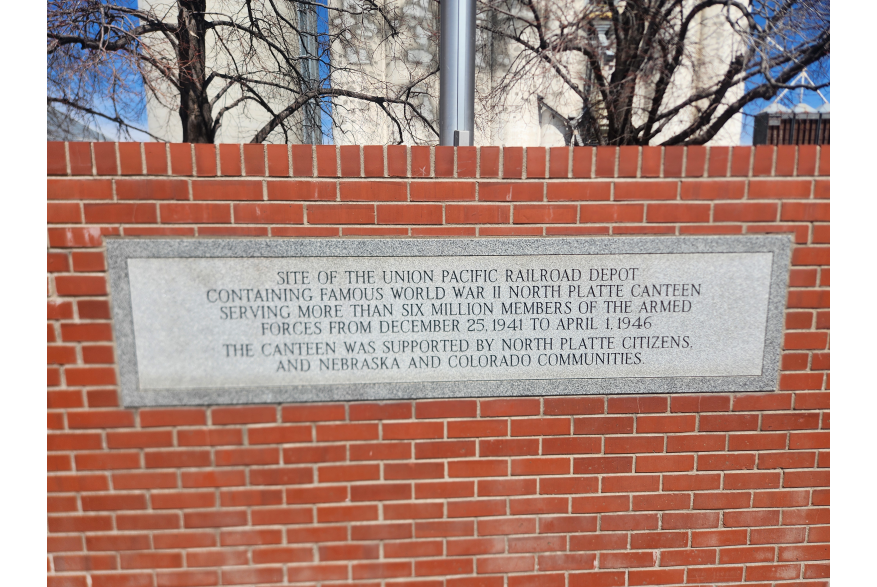 SITE OF THE UNION PACIFIC RAILROAD DEPOT
CONTAINING FAMOUS WORLD WAR II NORTH PLATTE CANTEEN
SERVING MORE THAN SIX MILLION MEMBERS OF THE ARMED
FORCES FROM DECEMBER 25, 1941 TO APRIL 1, 1946
THE CANTEEN WAS SUPPORTED BY NORTH PLATTE CITIZENS,
AND NEBRASKA AND COLORADO COMMUNITIES.